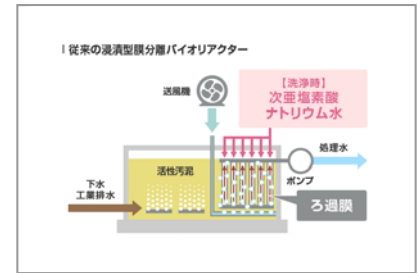 従来の浸漬型膜分離バイオリアクター
【洗浄時】
次亜塩素酸
ナトリウム水
送風機
処理水
活性汚泥
ポンプ
下水
工業排水
ろ過膜